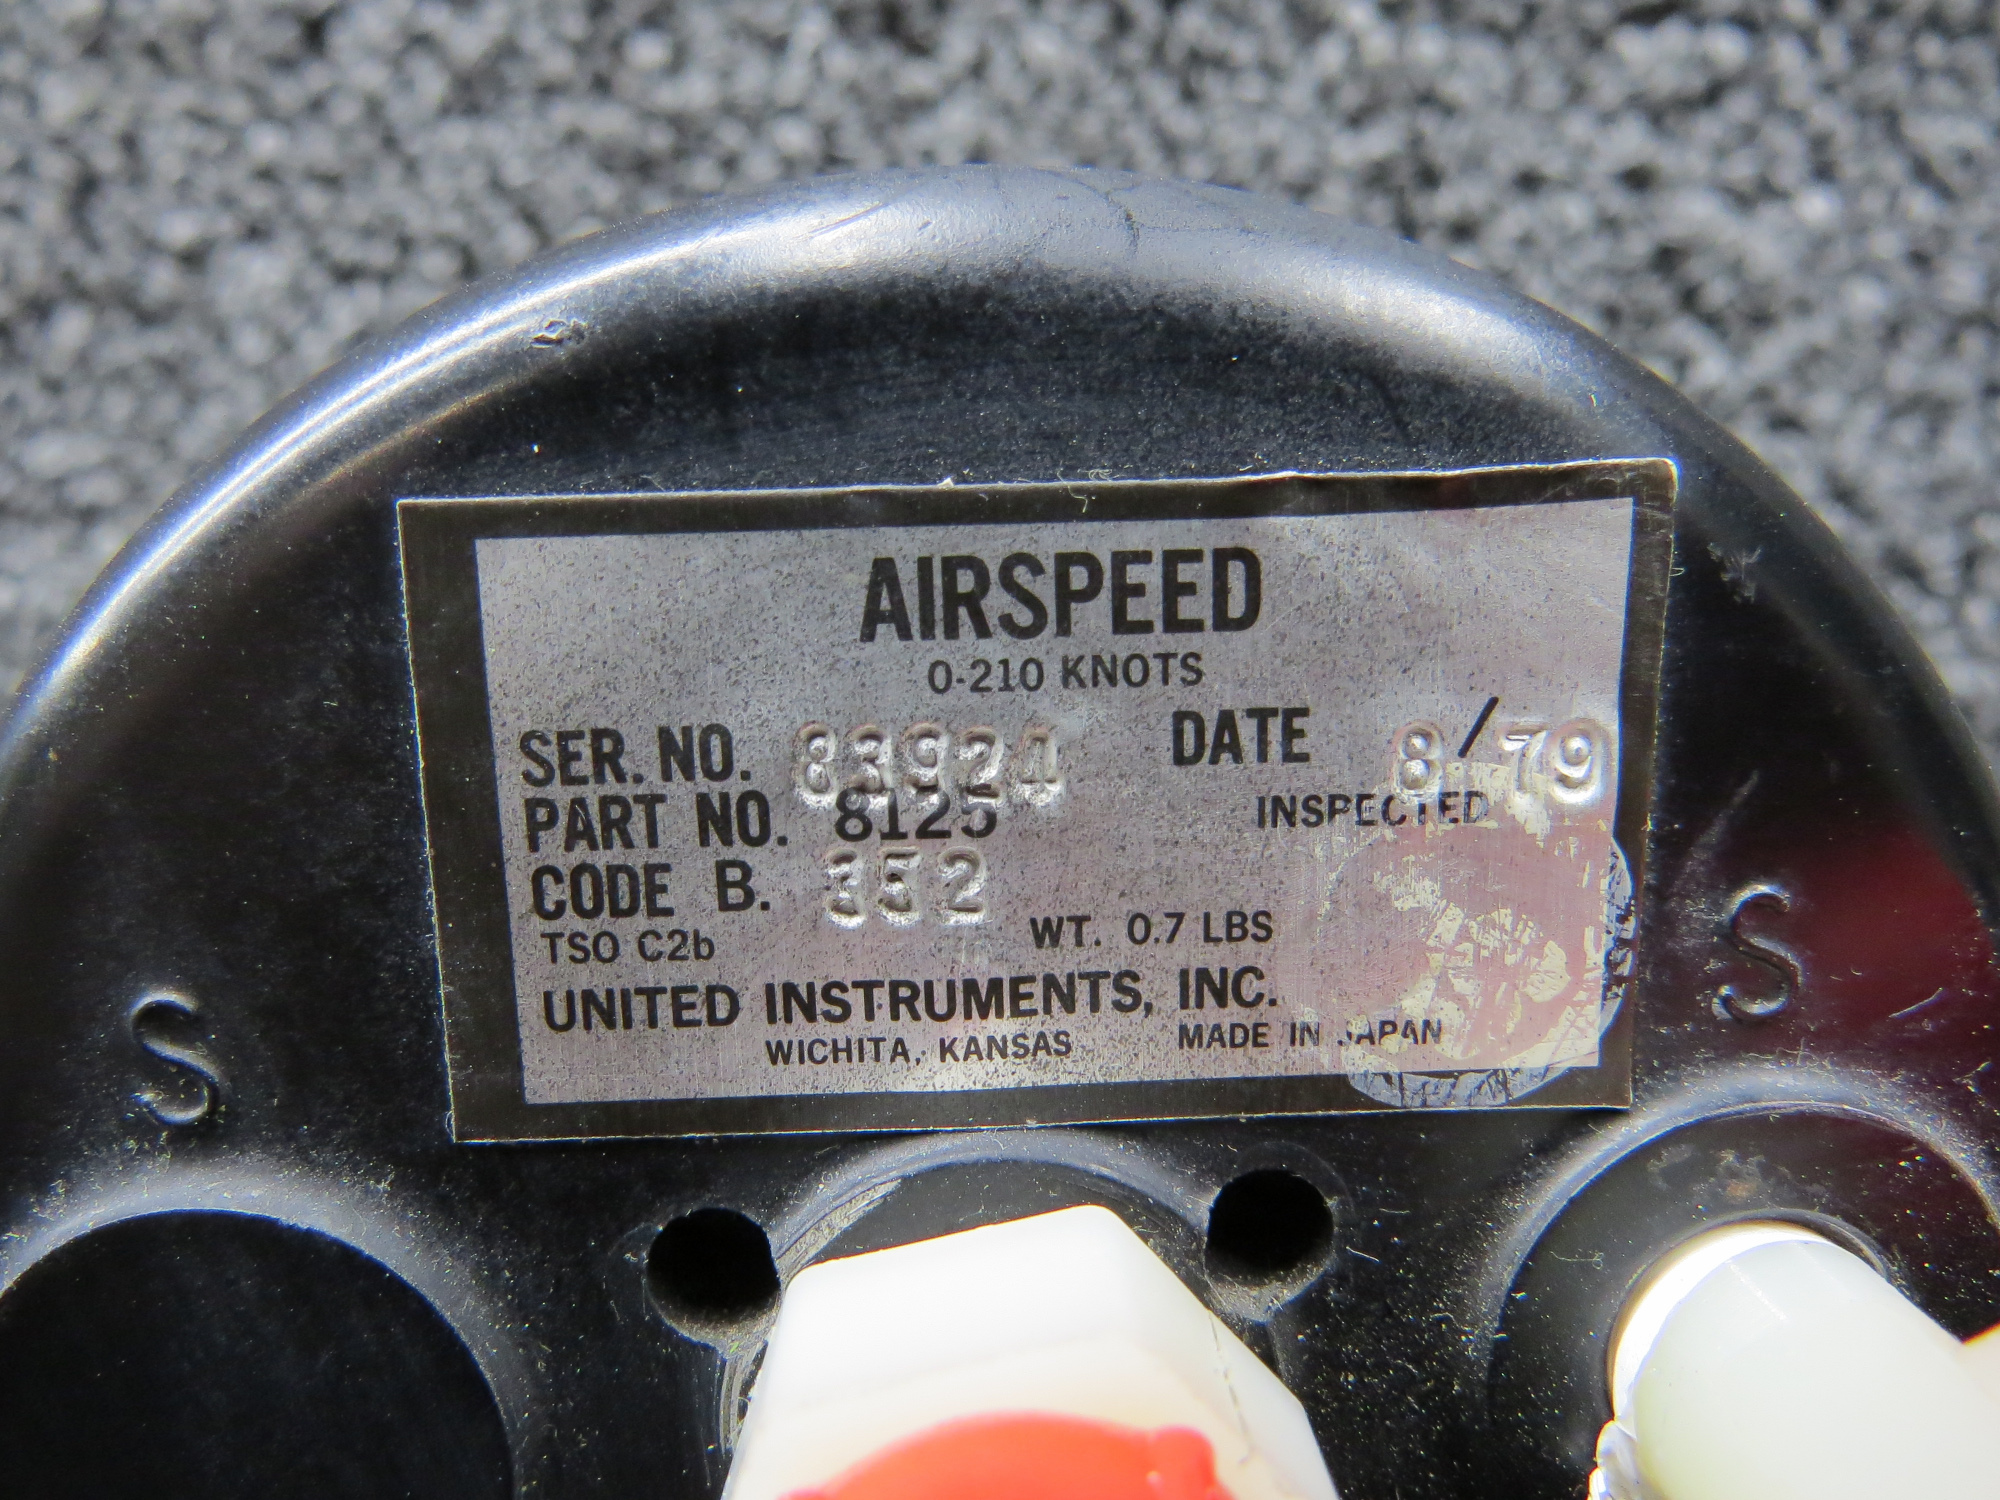 AIRSPEED
0-210 KNOTS
SER. NO. 83924 DATE 8/79
PART NO. 8125 INSPECTED
CODE B. 352
TSO C2b WT. 0.7 LBS
UNITED INSTRUMENTS, INC.
WICHITA, KANSAS MADE IN JAPAN
S S